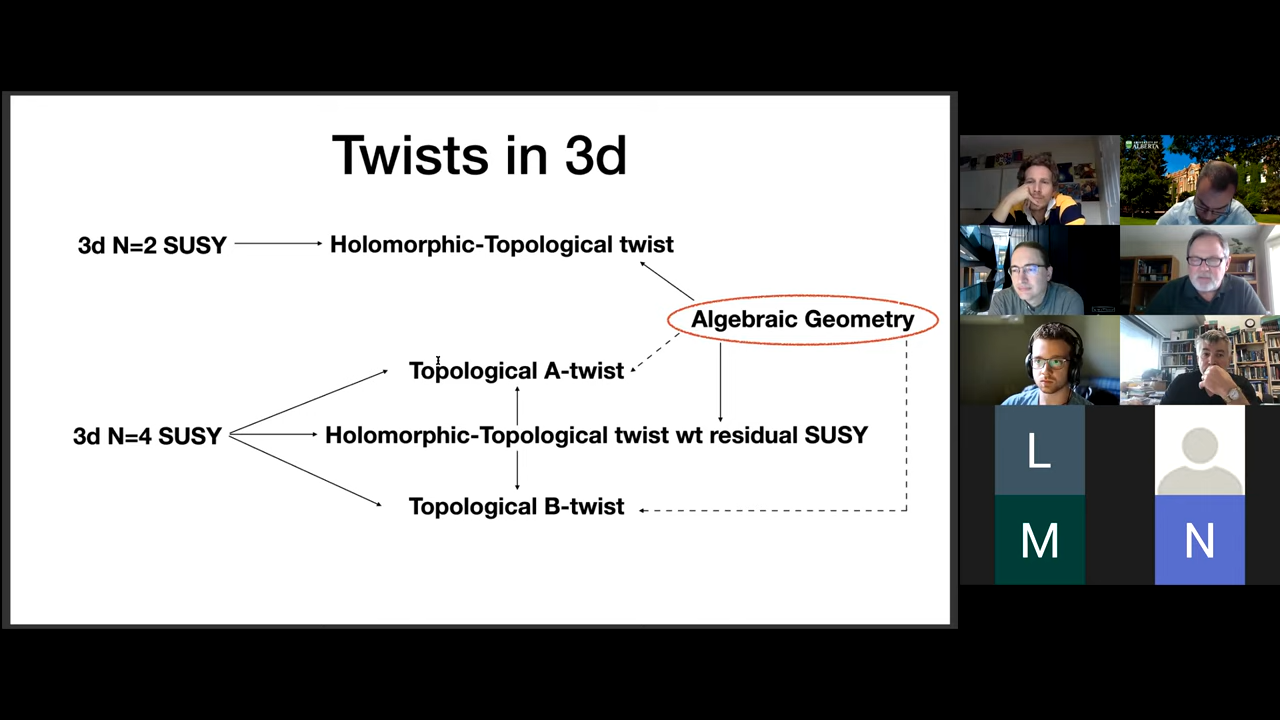 Twists in 3d
3d N=2 SUSY
Holomorphic-Topological twist
Algebraic Geometry
Topological A-twist
3d N=4 SUSY
Holomorphic-Topological twist wt residual SUSY
Topological B-twist
ALBERTA
L
M
N